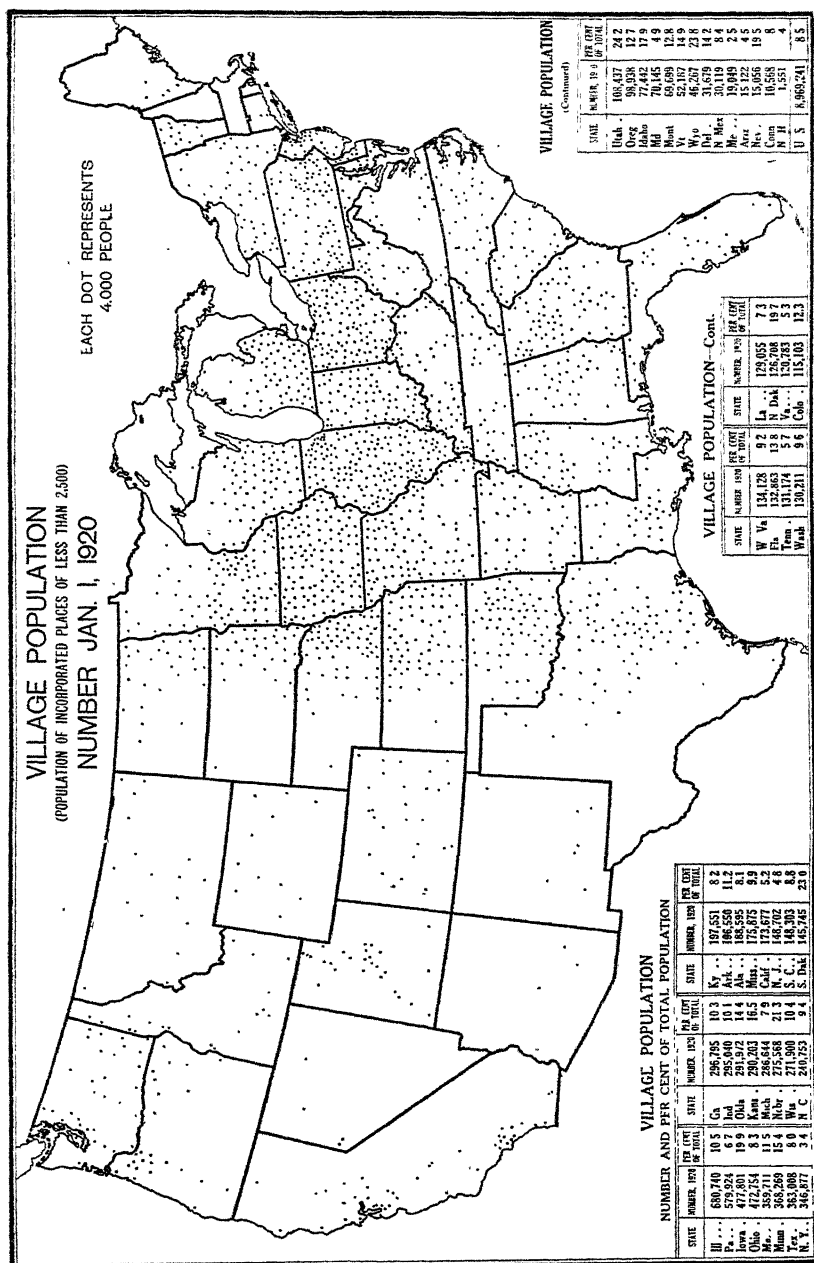 VILLAGE POPULATION
(POPULATION OF INCORPORATED PLACES OF LESS THAN 2,500)
NUMBER JAN. 1, 1920
EACH DOT REPRESENTS
4,000 PEOPLE
VILLAGE POPULATION
NUMBER AND PER CENT OF TOTAL POPULATION
STATE NUMBER, 1920 PER CENT OF TOTAL STATE NUMBER, 1920 PER CENT OF TOTAL STATE NUMBER, 1920 PER CENT OF TOTAL
Ill ... 680,740 10 5 Ga 296,795 10 3 Ky .. 197,551 8 2
Pa .. 579,924 6 7 Ind 295,040 10 1 Ark .. 196,550 11.2
Iowa . 477,801 19 9 Okla 291,972 14 4 Ala .. 188,595 8.1
Ohio . 472,754 8 3 Kans . 290,203 16.5 Miss.. 175,875 9.9
Mo... 389,711 11 5 Mich 286,644 7 9 Calif . 173,677 5.2
Minn . 368,269 15 4 Nebr . 275,568 21 3 N. J.. 148,702 4 8
Tex . 363,008 8 0 Wis . 271,900 10 4 S. C. . 148,303 8.8
N. Y. . 346,877 3 4 N C 240,753 9 4 S. Dak 145,745 23 0
VILLAGE POPULATION—Cont.
STATE NUMBER 1920 PER CENT OF TOTAL STATE NUMBER, 1920 PER CENT OF TOTAL
W Va 134,128 9 2 La .. 129,055 7 3
Fla . 132,863 13 8 N Dak 126,708 19 7
Tenn . 131,174 5 7 Va. .. 120,783 5 3
Wash 130,211 9 6 Colo 115,103 12.3
VILLAGE POPULATION
(Continued)
STATE NUMBER, 19 0 PER CENT OF TOTAL
Utah . 108,437 24 2
Oreg 98,938 12 7
Idaho 77,442 17 9
Md 70,145 4 9
Mont 69,699 12.8
Vt 52,187 14 9
Wyo 46,267 23 8
Del . . 31,679 14 2
N Mex 30,119 8 4
Me . . 19,049 2 5
Ariz 15 122 4 5
Nev. . 15,056 19 5
Conn 10,568 8
N H 1,551 4
U S 8,969,241 8 5